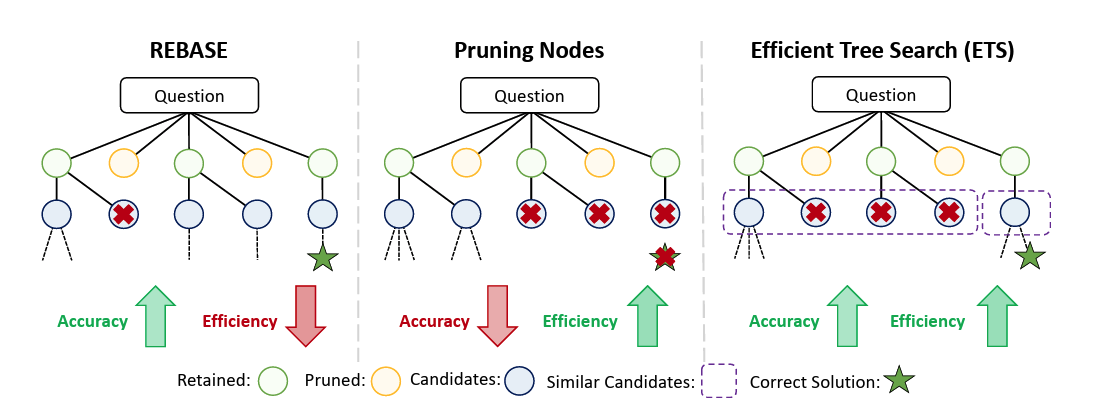 REBASE
Pruning Nodes
Efficient Tree Search (ETS)
Question
Question
Question
Accuracy
Efficiency
Accuracy
Efficiency
Accuracy
Efficiency
Retained:
Pruned:
Candidates:
Similar Candidates:
Correct Solution: